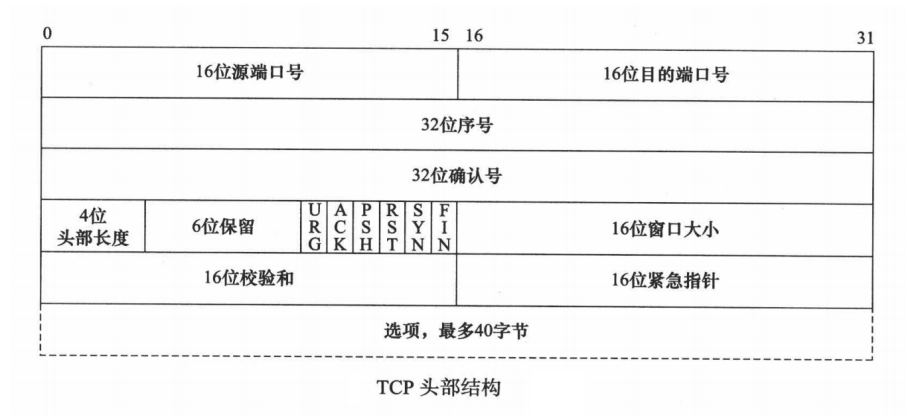 0 15 16 31
16位源端口号 16位目的端口号
32位序号
32位确认号
4位
头部长度
6位保留
URG
ACK
PSH
RST
SYN
FIN
16位窗口大小
16位校验和 16位紧急指针
选项，最多40字节
TCP 头部结构